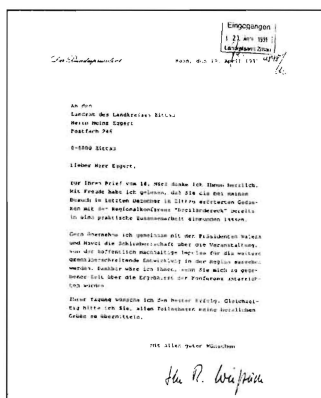 Eingegangen
Landratsamt Zittau
Der Bundespräsident
Bonn, den 17. April 1991
An den
Landrat des Landkreises Zittau
Herrn Heinz Eggert
Postfach 246
O-8800 Zittau
Lieber Herr Eggert,
für Ihren Brief vom 16. März danke ich Ihnen herzlich.
Mit Freude habe ich gelesen, daß Sie die bei meinem
Besuch im letzten Dezember in Zittau erörterten Gedan-
ken mit der Regionalkonferenz "Dreiländereck" bereits
in eine praktische Zusammenarbeit einmünden lassen.
Gern übernehme ich gemeinsam mit den Präsidenten Walesa
und Havel die Schirmherrschaft über die Veranstaltung,
von der hoffentlich nachhaltige Impulse für die weitere
grenzüberschreitende Entwicklung in der Region ausgehen
werden. Dankbar wäre ich Ihnen, wenn Sie mich zu gege-
bener Zeit über die Ergebnisse der Konferenz unterrich-
ten würden.
Ihrer Tagung wünsche ich den besten Erfolg. Gleichzei-
tig bitte ich Sie, allen Teilnehmern meine herzlichen
Grüße zu übermitteln.
Mit allen guten Wünschen
Ihr R. Weizsäcker